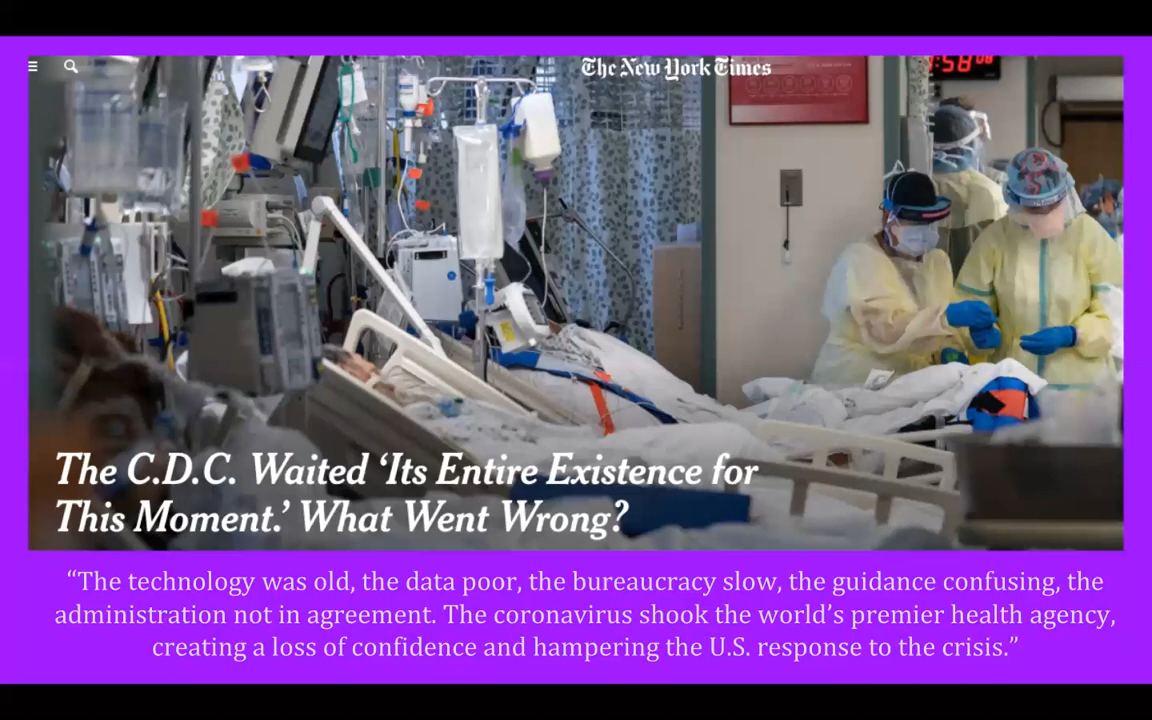 The New York Times
:58 08
The C.D.C. Waited ‘Its Entire Existence for
This Moment.’ What Went Wrong?
“The technology was old, the data poor, the bureaucracy slow, the guidance confusing, the
administration not in agreement. The coronavirus shook the world’s premier health agency,
creating a loss of confidence and hampering the U.S. response to the crisis.”